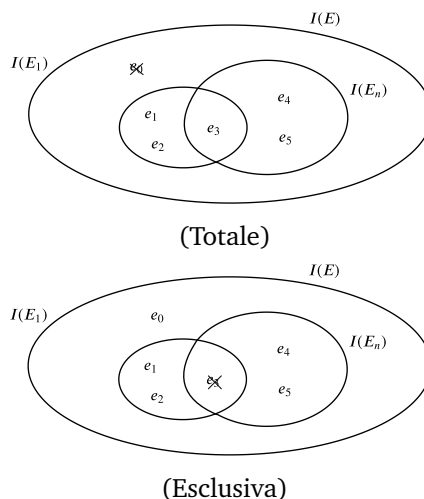 I(E)
I(E₁)
e₀
I(Eₙ)
e₄
e₁
e₃
e₂
e₅
(Totale)
I(E)
I(E₁)
e₀
I(Eₙ)
e₄
e₁
e₃
e₂
e₅
(Esclusiva)